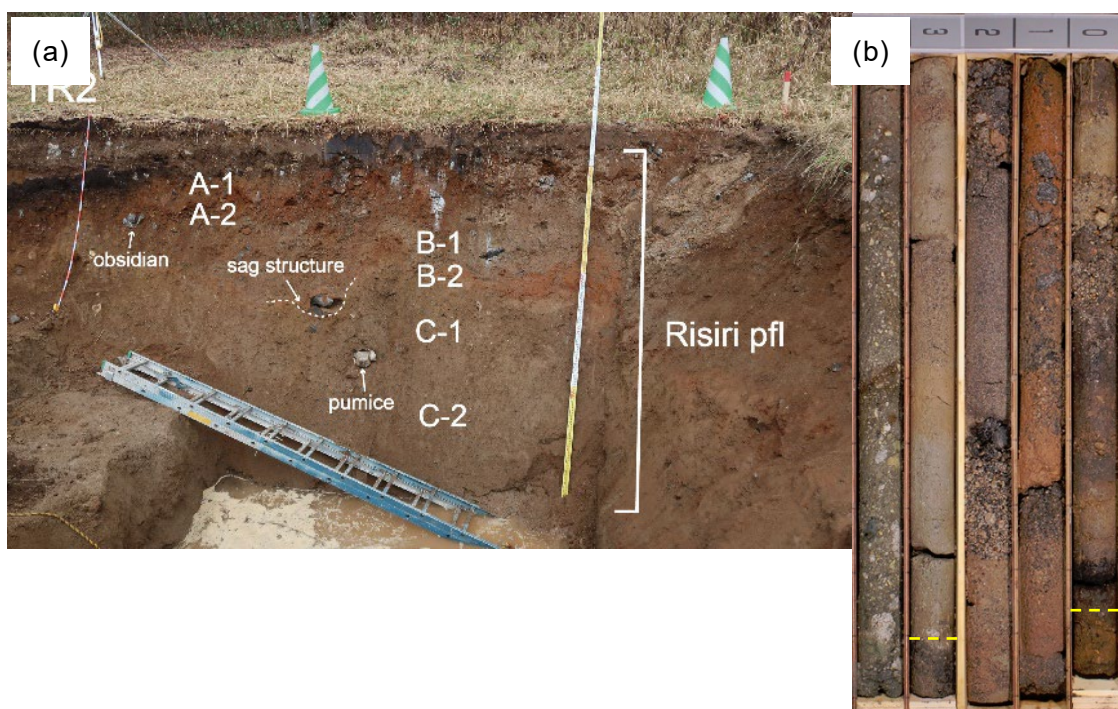 (a)
TR2
A-1
A-2
obsidian
sag structure
B-1
B-2
C-1
pumice
C-2
Risiri pfl
(b)
3
2
1
0